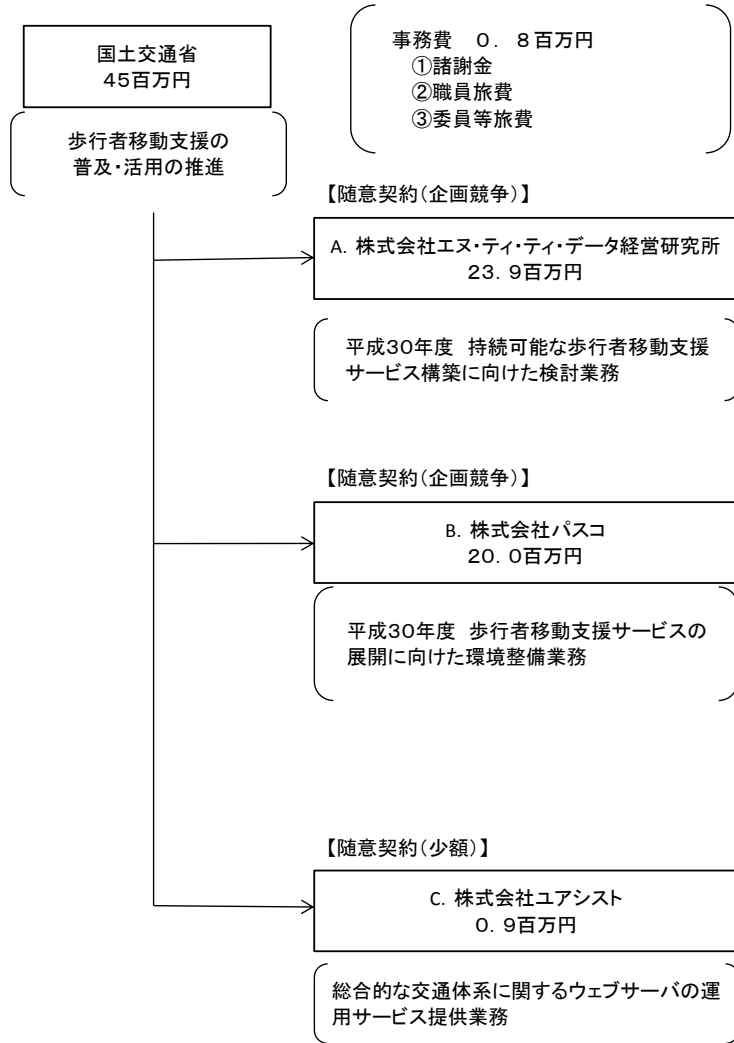 国土交通省
45百万円
歩行者移動支援の
普及・活用の推進
事務費　０．８百万円
①諸謝金
②職員旅費
③委員等旅費
【随意契約(企画競争)】
A. 株式会社エヌ・ティ・ティ・データ経営研究所
２３．９百万円
平成３０年度　持続可能な歩行者移動支援
サービス構築に向けた検討業務
【随意契約(企画競争)】
B. 株式会社パスコ
２０．０百万円
平成３０年度　歩行者移動支援サービスの
展開に向けた環境整備業務
【随意契約(少額)】
C. 株式会社ユアシスト
０．９百万円
総合的な交通体系に関するウェブサーバの運
用サービス提供業務